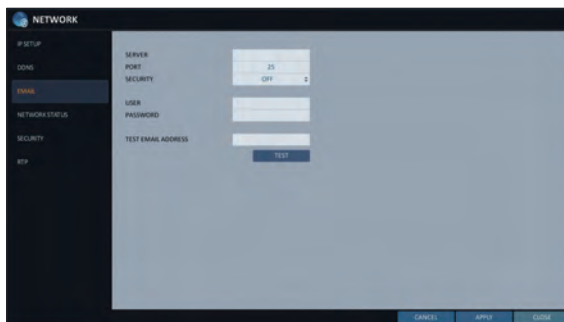 NETWORK
IP SETUP
DDNS
EMAIL
NETWORK STATUS
SECURITY
RTP
SERVER
PORT 25
SECURITY OFF
USER
PASSWORD
TEST EMAIL ADDRESS
TEST
CANCEL APPLY CLOSE